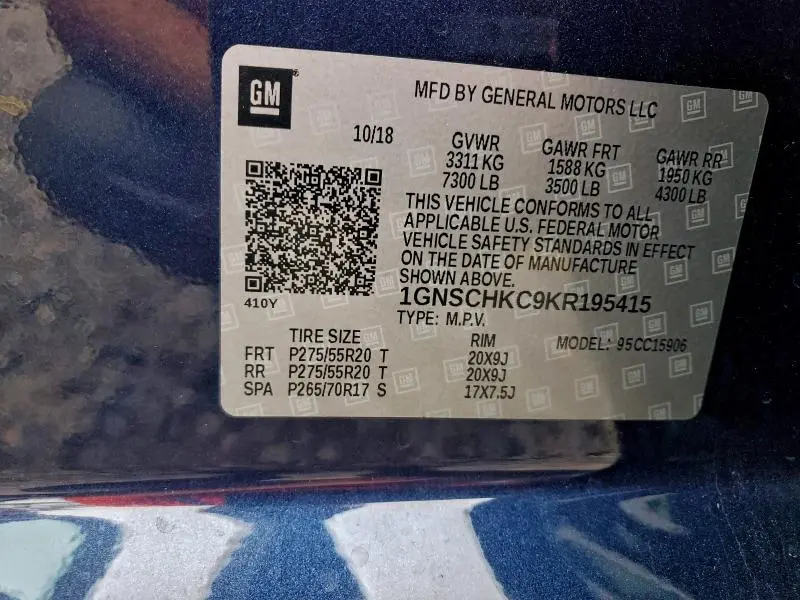 GM
MFD BY GENERAL MOTORS LLC
10/18
GVWR GAWR FRT GAWR RR
3311 KG 1588 KG 1950 KG
7300 LB 3500 LB 4300 LB
THIS VEHICLE CONFORMS TO ALL
APPLICABLE U.S. FEDERAL MOTOR
VEHICLE SAFETY STANDARDS IN EFFECT
ON THE DATE OF MANUFACTURE
SHOWN ABOVE.
410Y
1GNSCHKC9KR195415
TYPE: M.P.V. MODEL: 95CC15906
TIRE SIZE RIM
FRT P275/55R20 T 20X9J
RR P275/55R20 T 20X9J
SPA P265/70R17 S 17X7.5J